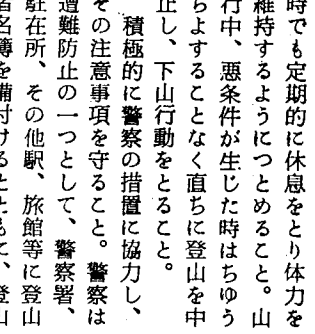 時でも定期的に休息をとり体力を
維持するようにつとめること。山
行中、悪条件が生じた時はちゆう
ちよすることなく直ちに登山を中
止し、下山行動をとること。
積極的に警察の措置に協力し、
その注意事項を守ること。警察は
遭難防止の一つとして、警察署、
駐在所、その他駅、旅館等に登山
者名簿を備付けるとともに、登山